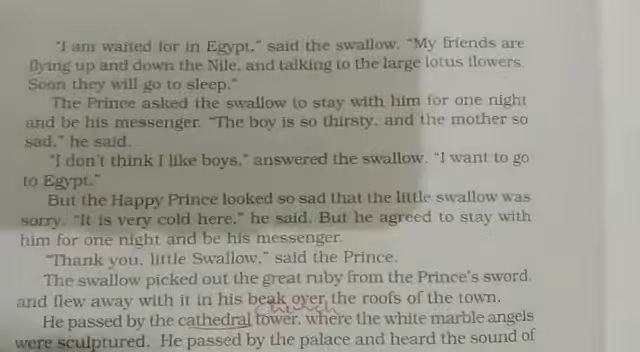 "I am waited for in Egypt," said the swallow. "My friends are
flying up and down the Nile, and talking to the large lotus flowers.
Soon they will go to sleep."
The Prince asked the swallow to stay with him for one night
and be his messenger. "The boy is so thirsty, and the mother so
sad," he said.
"I don't think I like boys," answered the swallow. "I want to go
to Egypt."
But the Happy Prince looked so sad that the little swallow was
sorry. "It is very cold here," he said. But he agreed to stay with
him for one night and be his messenger.
"Thank you, little Swallow," said the Prince.
The swallow picked out the great ruby from the Prince's sword,
and flew away with it in his beak over the roofs of the town.
church
He passed by the cathedral tower, where the white marble angels
were sculptured. He passed by the palace and heard the sound of